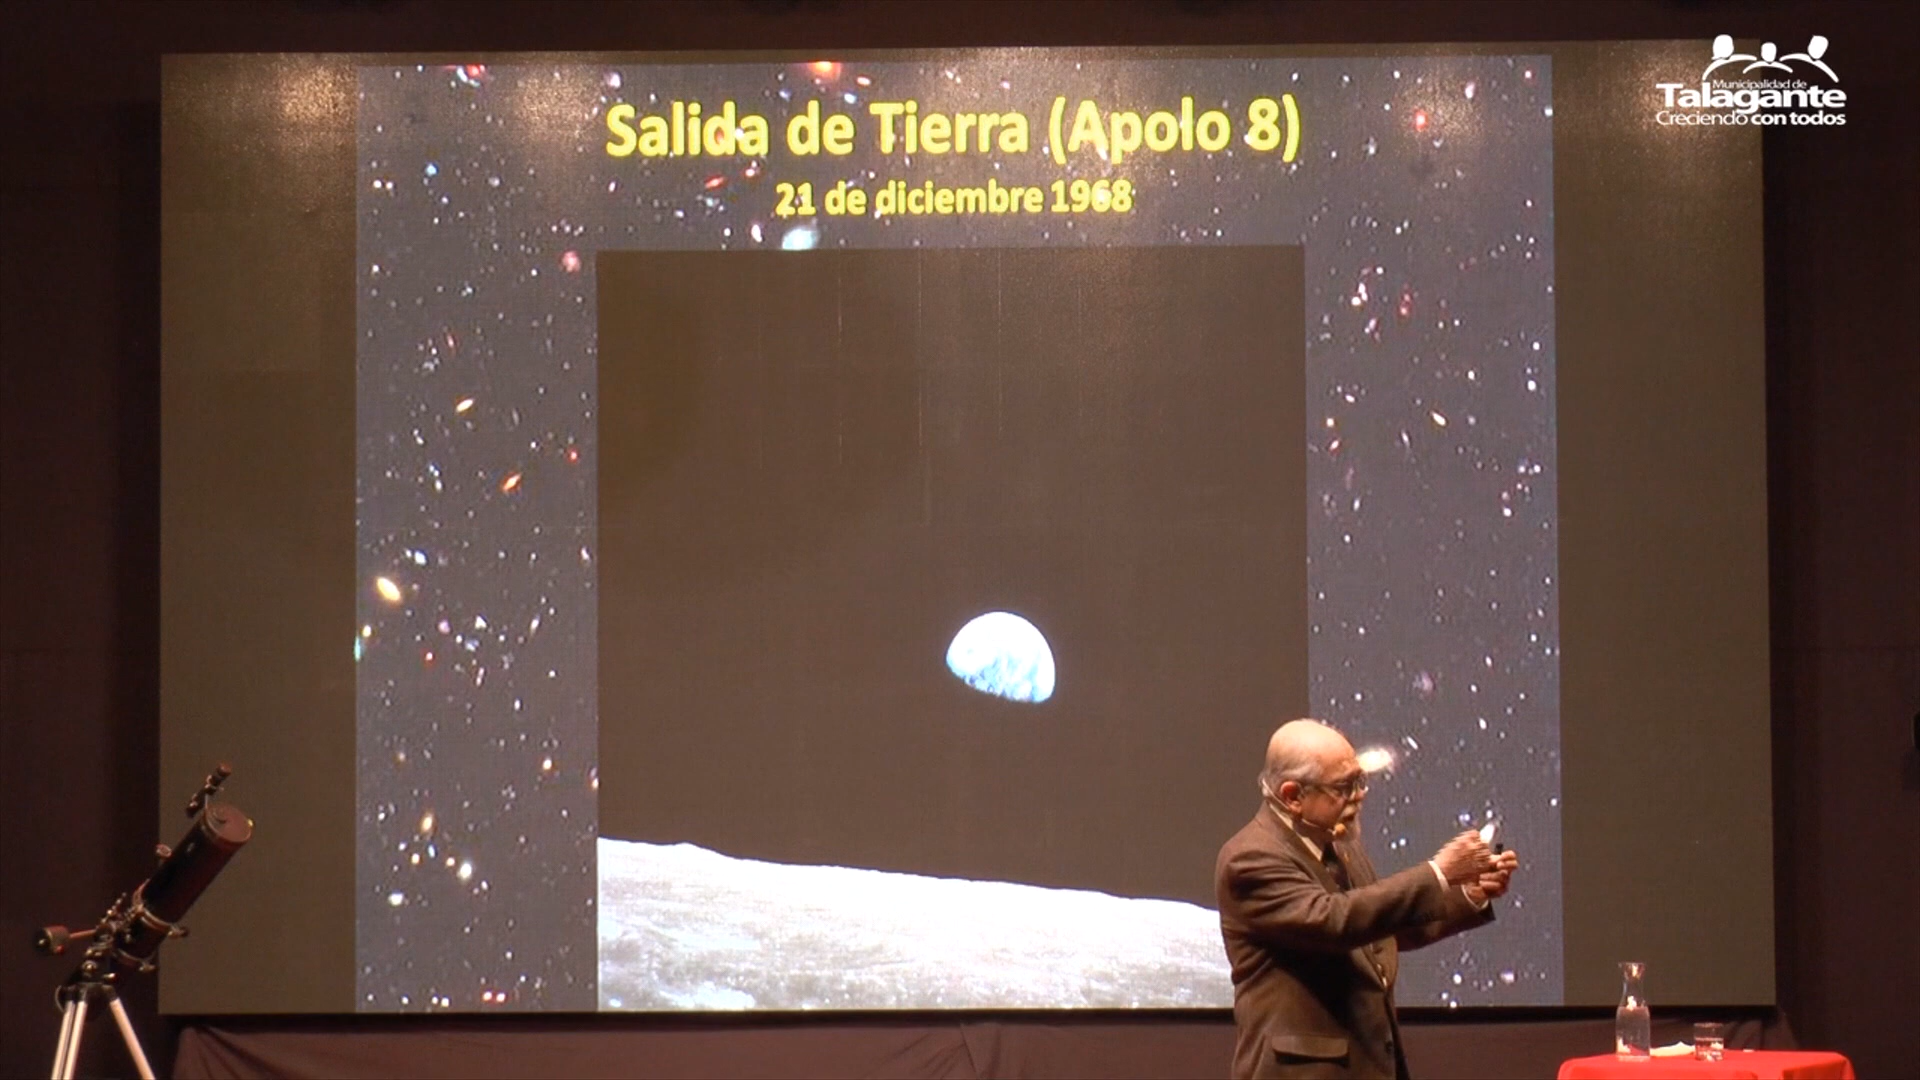 Salida de Tierra (Apolo 8)
21 de diciembre 1968
Municipalidad de
Talagante
Creciendo con todos